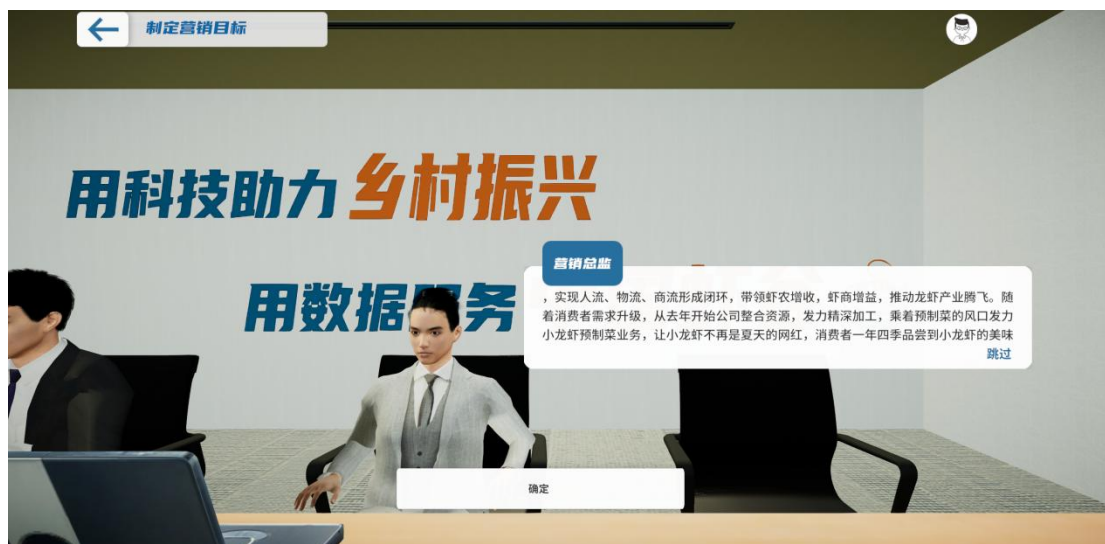 制定营销目标
用科技助力乡村振兴
用数据
务
营销总监
，实现人流、物流、商流形成闭环，带领虾农增收，虾商增益，推动龙虾产业腾飞。随
着消费者需求升级，从去年开始公司整合资源，发力精深加工，乘着预制菜的风口发力
小龙虾预制菜业务，让小龙虾不再是夏天的网红，消费者一年四季品尝到小龙虾的美味
跳过
确定